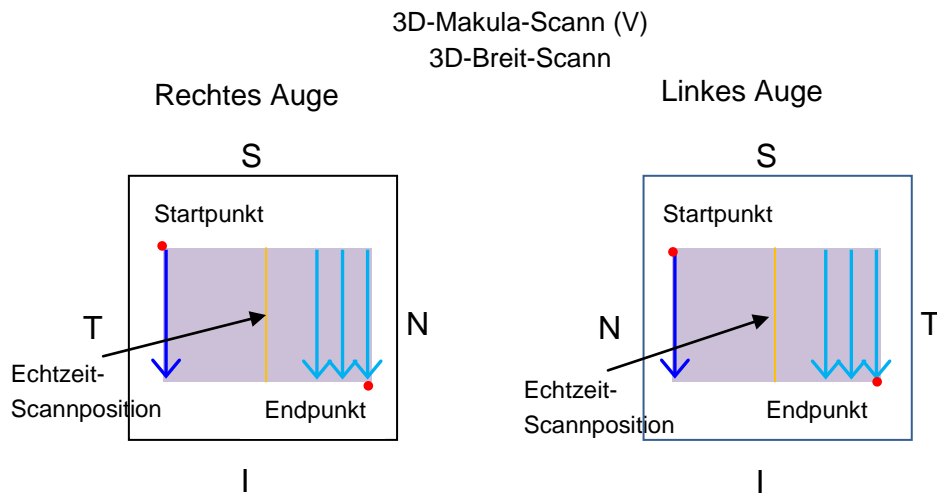 3D-Makula-Scann (V)
3D-Breit-Scann
Rechtes Auge
S
Startpunkt
T
N
Echtzeit-
Scannposition
Endpunkt
I
Linkes Auge
S
Startpunkt
N
T
Echtzeit-
Scannposition
Endpunkt
I